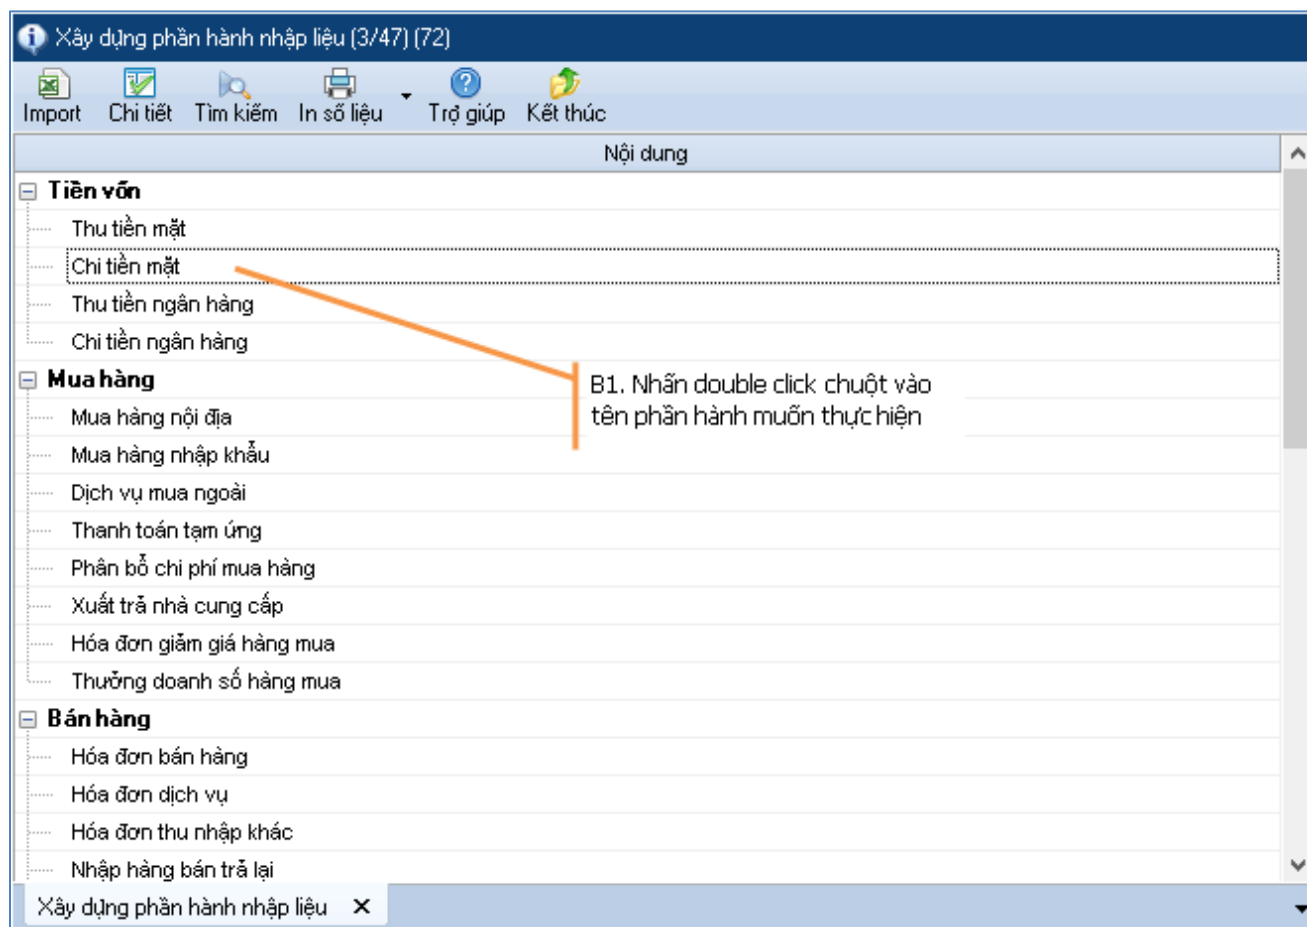 Xây dựng phần hành nhập liệu (3/47) (72)
Import Chi tiết Tìm kiếm In số liệu Trợ giúp Kết thúc
Nội dung
Tiền vốn
Thu tiền mặt
Chi tiền mặt
Thu tiền ngân hàng
Chi tiền ngân hàng
Mua hàng
B1. Nhấn double click chuột vào
tên phần hành muốn thực hiện
Mua hàng nội địa
Mua hàng nhập khẩu
Dịch vụ mua ngoài
Thanh toán tạm ứng
Phân bổ chi phí mua hàng
Xuất trả nhà cung cấp
Hóa đơn giảm giá hàng mua
Thưởng doanh số hàng mua
Bán hàng
Hóa đơn bán hàng
Hóa đơn dịch vụ
Hóa đơn thu nhập khác
Nhập hàng bán trả lại
Xây dựng phần hành nhập liệu